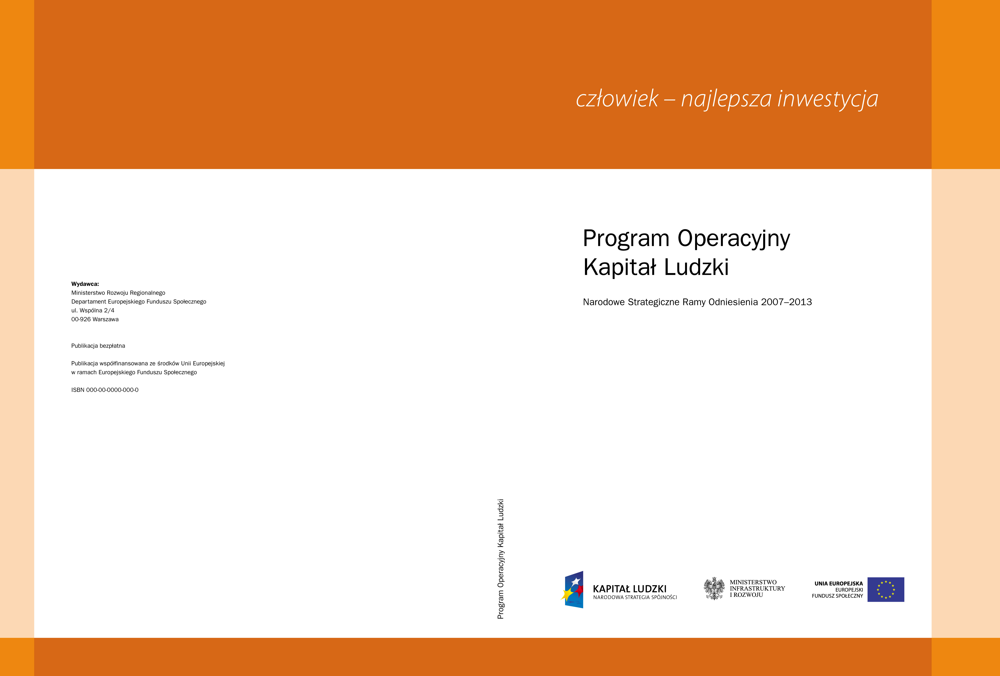 człowiek – najlepsza inwestycja
Wydawca:
Ministerstwo Rozwoju Regionalnego
Departament Europejskiego Funduszu Społecznego
ul. Wspólna 2/4
00-926 Warszawa
Publikacja bezpłatna
Publikacja współfinansowana ze środków Unii Europejskiej
w ramach Europejskiego Funduszu Społecznego
ISBN 000-00-0000-000-0
Program Operacyjny Kapitał Ludzki
Program Operacyjny
Kapitał Ludzki
Narodowe Strategiczne Ramy Odniesienia 2007–2013
KAPITAŁ LUDZKI
NARODOWA STRATEGIA SPÓJNOŚCI
MINISTERSTWO
INFRASTRUKTURY
I ROZWOJU
UNIA EUROPEJSKA
EUROPEJSKI
FUNDUSZ SPOŁECZNY